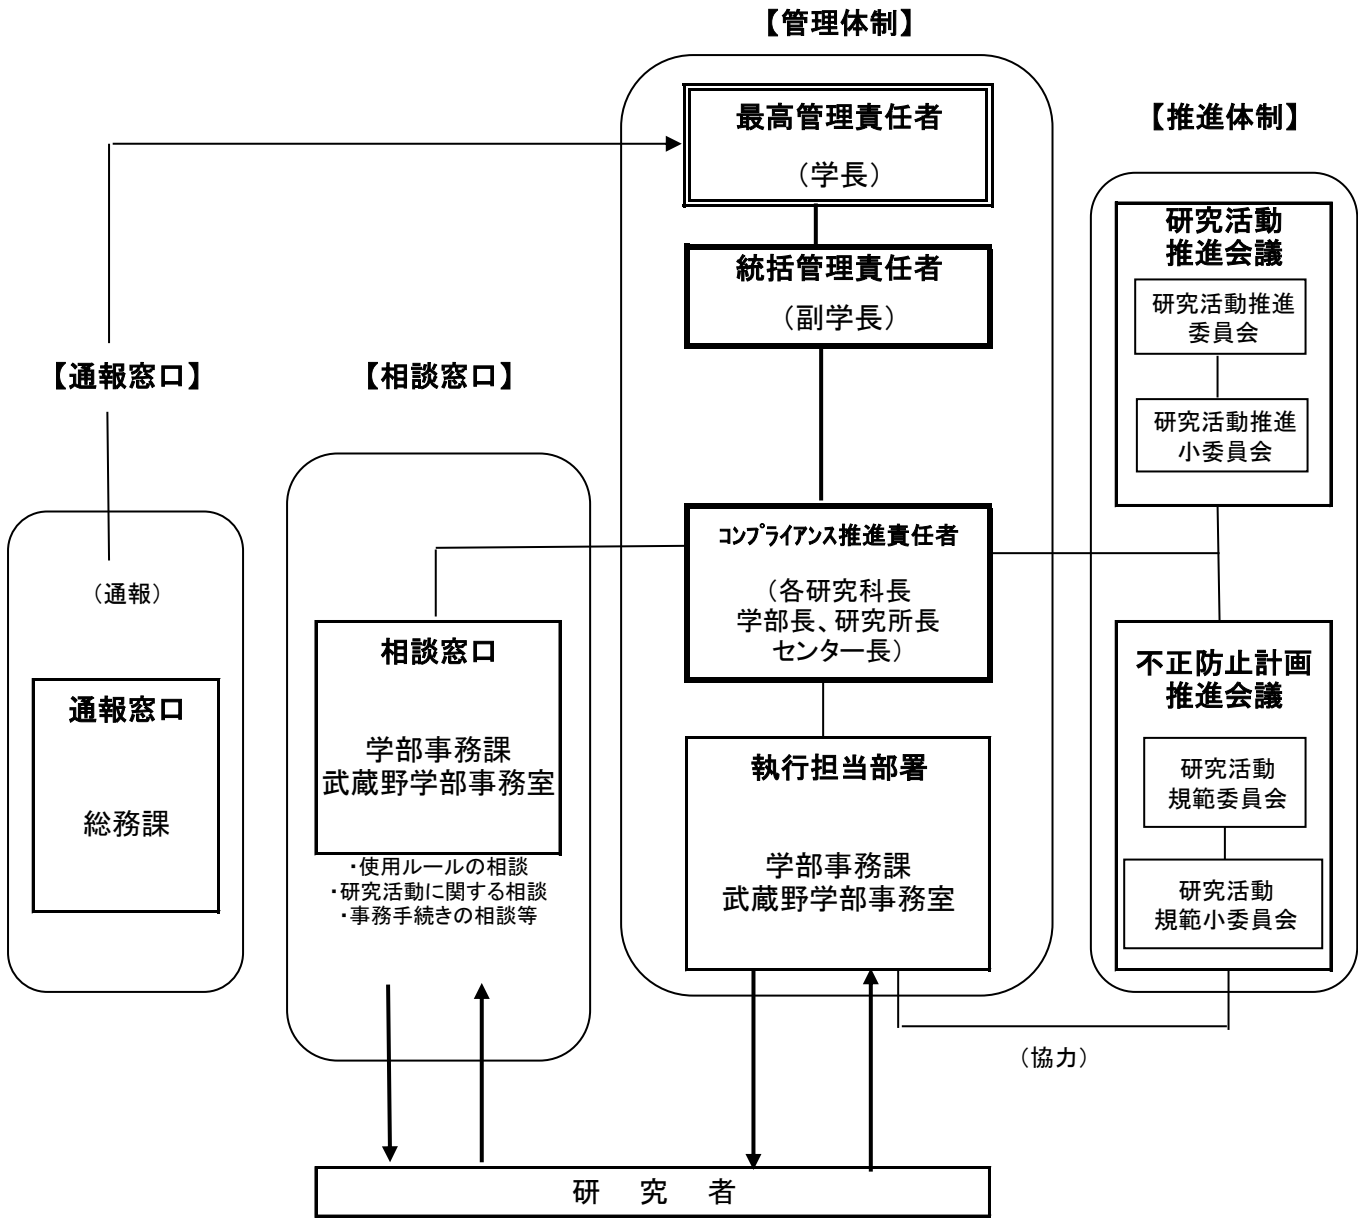 【管理体制】
最高管理責任者
（学長）
統括管理責任者
（副学長）
コンプライアンス推進責任者
（各研究科長
学部長、研究所長
センター長）
執行担当部署
学部事務課
武蔵野学部事務室
【推進体制】
研究活動
推進会議
研究活動推進
委員会
研究活動推進
小委員会
不正防止計画
推進会議
研究活動
規範委員会
研究活動
規範小委員会
（協力）
【通報窓口】
（通報）
通報窓口
総務課
【相談窓口】
相談窓口
学部事務課
武蔵野学部事務室
・使用ルールの相談
・研究活動に関する相談
・事務手続きの相談等
研　究　者